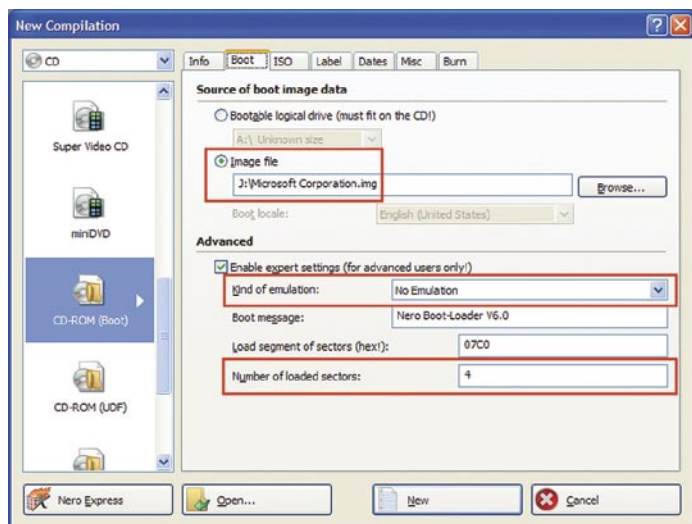 New Compilation
CD
Info Boot ISO Label Dates Misc Burn
Source of boot image data
Bootable logical drive (must fit on the CD!)
A:\ Unknown size
Image file
J:\Microsoft Corporation.img
Browse...
Boot locale: English (United States)
Advanced
Enable expert settings (for advanced users only!)
Kind of emulation: No Emulation
Boot message: Nero Boot-Loader V6.0
Load segment of sectors (hex!): 07C0
Number of loaded sectors: 4
Super Video CD
miniDVD
CD-ROM (Boot)
CD-ROM (UDF)
Nero Express
Open...
New
Cancel